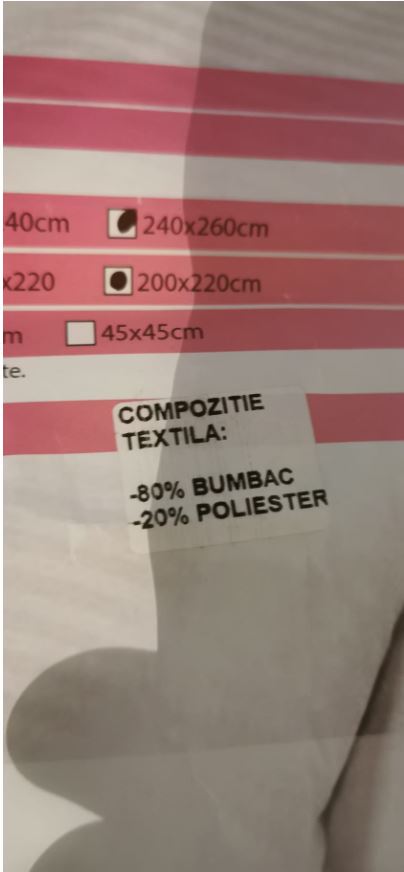 40cm 240x260cm
x220 200x220cm
m 45x45cm
te.
COMPOZITIE
TEXTILA:
-80% BUMBAC
-20% POLIESTER